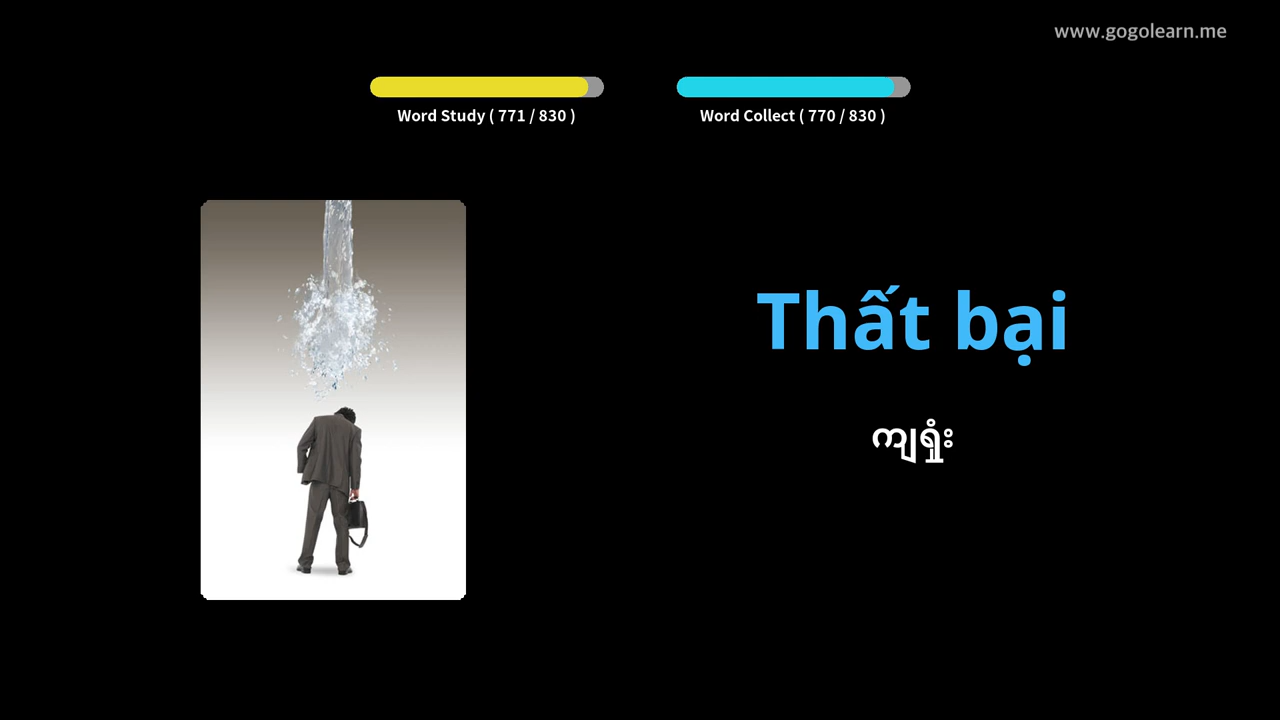 www.gogolearn.me
Word Study ( 771 / 830 )
Word Collect ( 770 / 830 )
Thất bại
ကျရှုံး